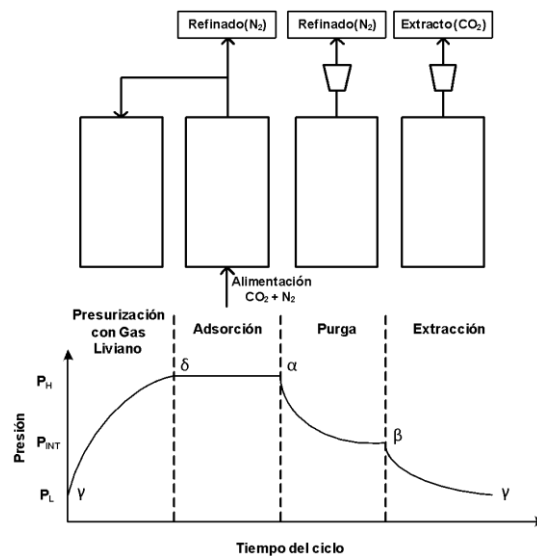 Refinado(N₂) Refinado(N₂) Extracto(CO₂)
Alimentación
CO₂ + N₂
Presurización
con Gas
Liviano
Adsorción
Purga
Extracción
Presión
P_H
P_INT
P_L
γ
δ
α
β
γ
Tiempo del ciclo